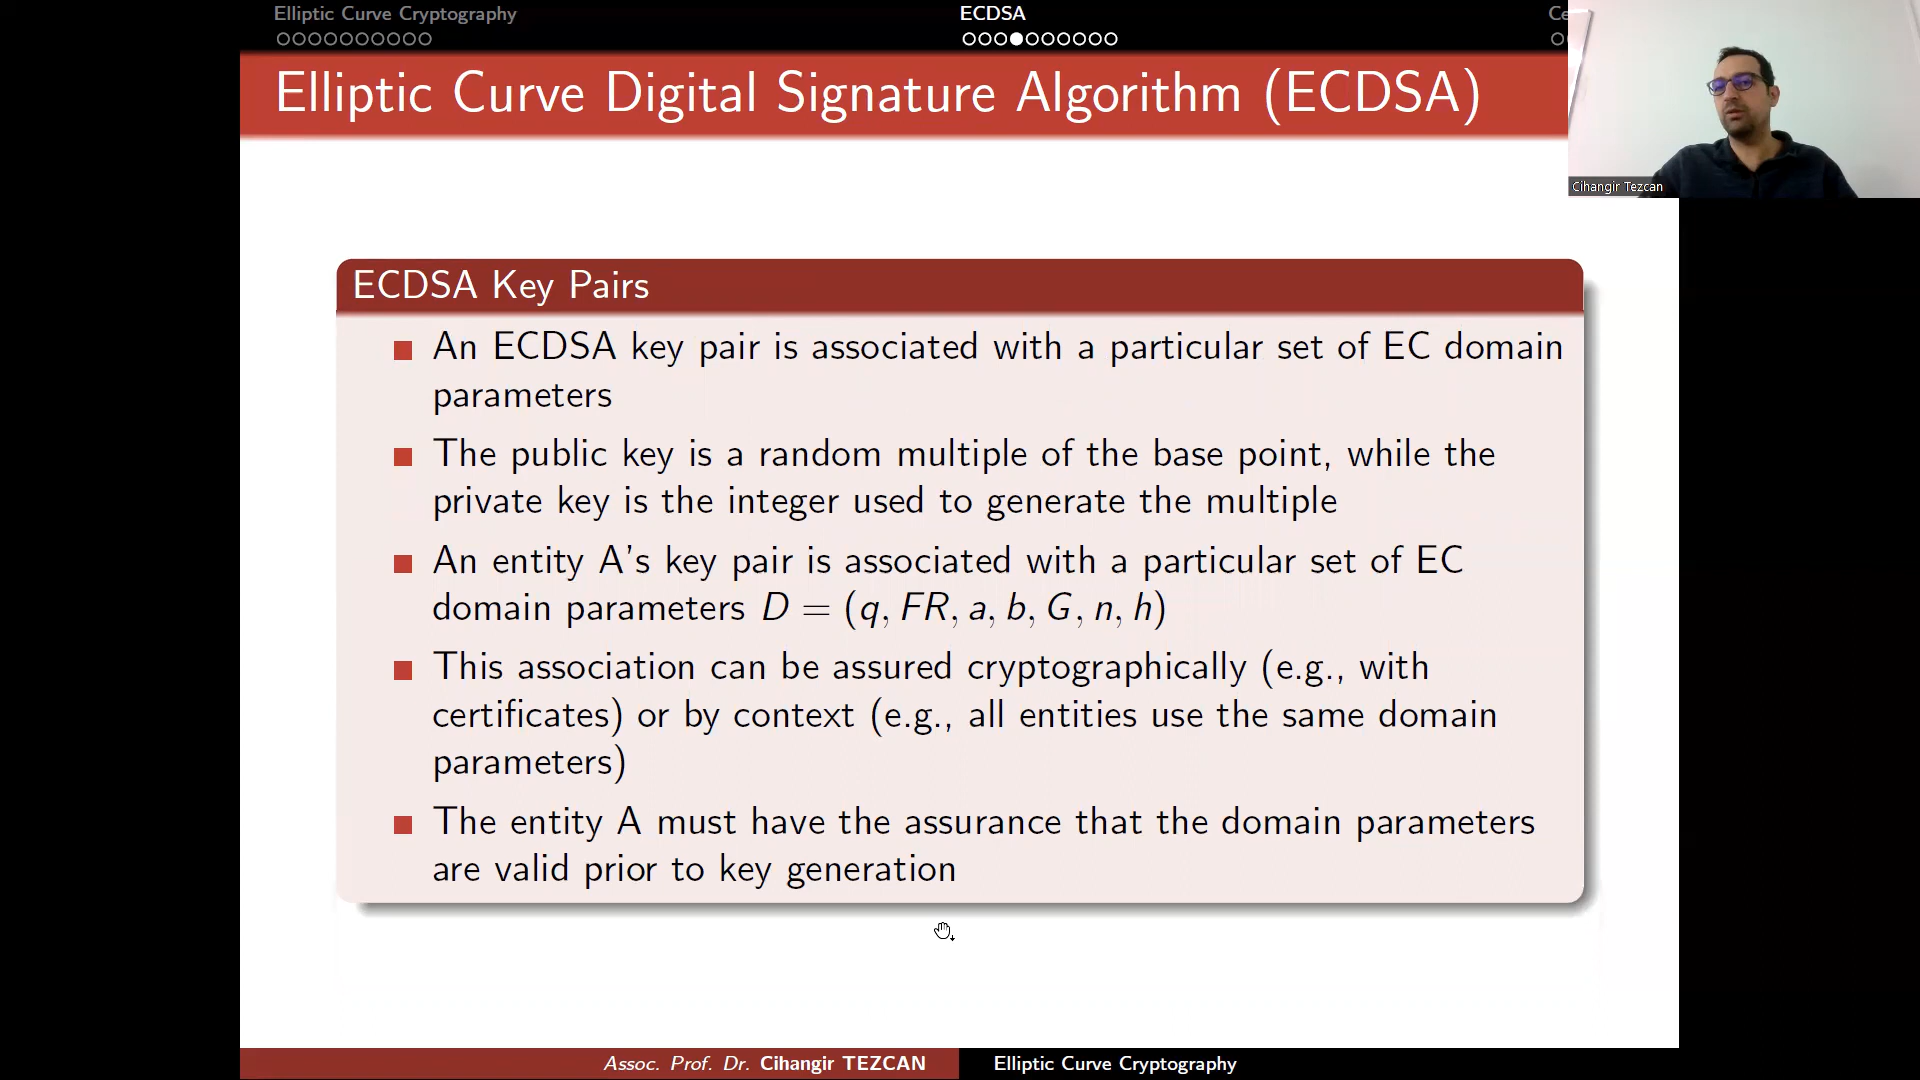 Elliptic Curve Cryptography
ECDSA
Ce
Elliptic Curve Digital Signature Algorithm (ECDSA)
Cihangir Tezcan
ECDSA Key Pairs
An ECDSA key pair is associated with a particular set of EC domain
parameters
The public key is a random multiple of the base point, while the
private key is the integer used to generate the multiple
An entity A's key pair is associated with a particular set of EC
domain parameters D = (q, FR, a, b, G, n, h)
This association can be assured cryptographically (e.g., with
certificates) or by context (e.g., all entities use the same domain
parameters)
The entity A must have the assurance that the domain parameters
are valid prior to key generation
Assoc. Prof. Dr. Cihangir TEZCAN
Elliptic Curve Cryptography